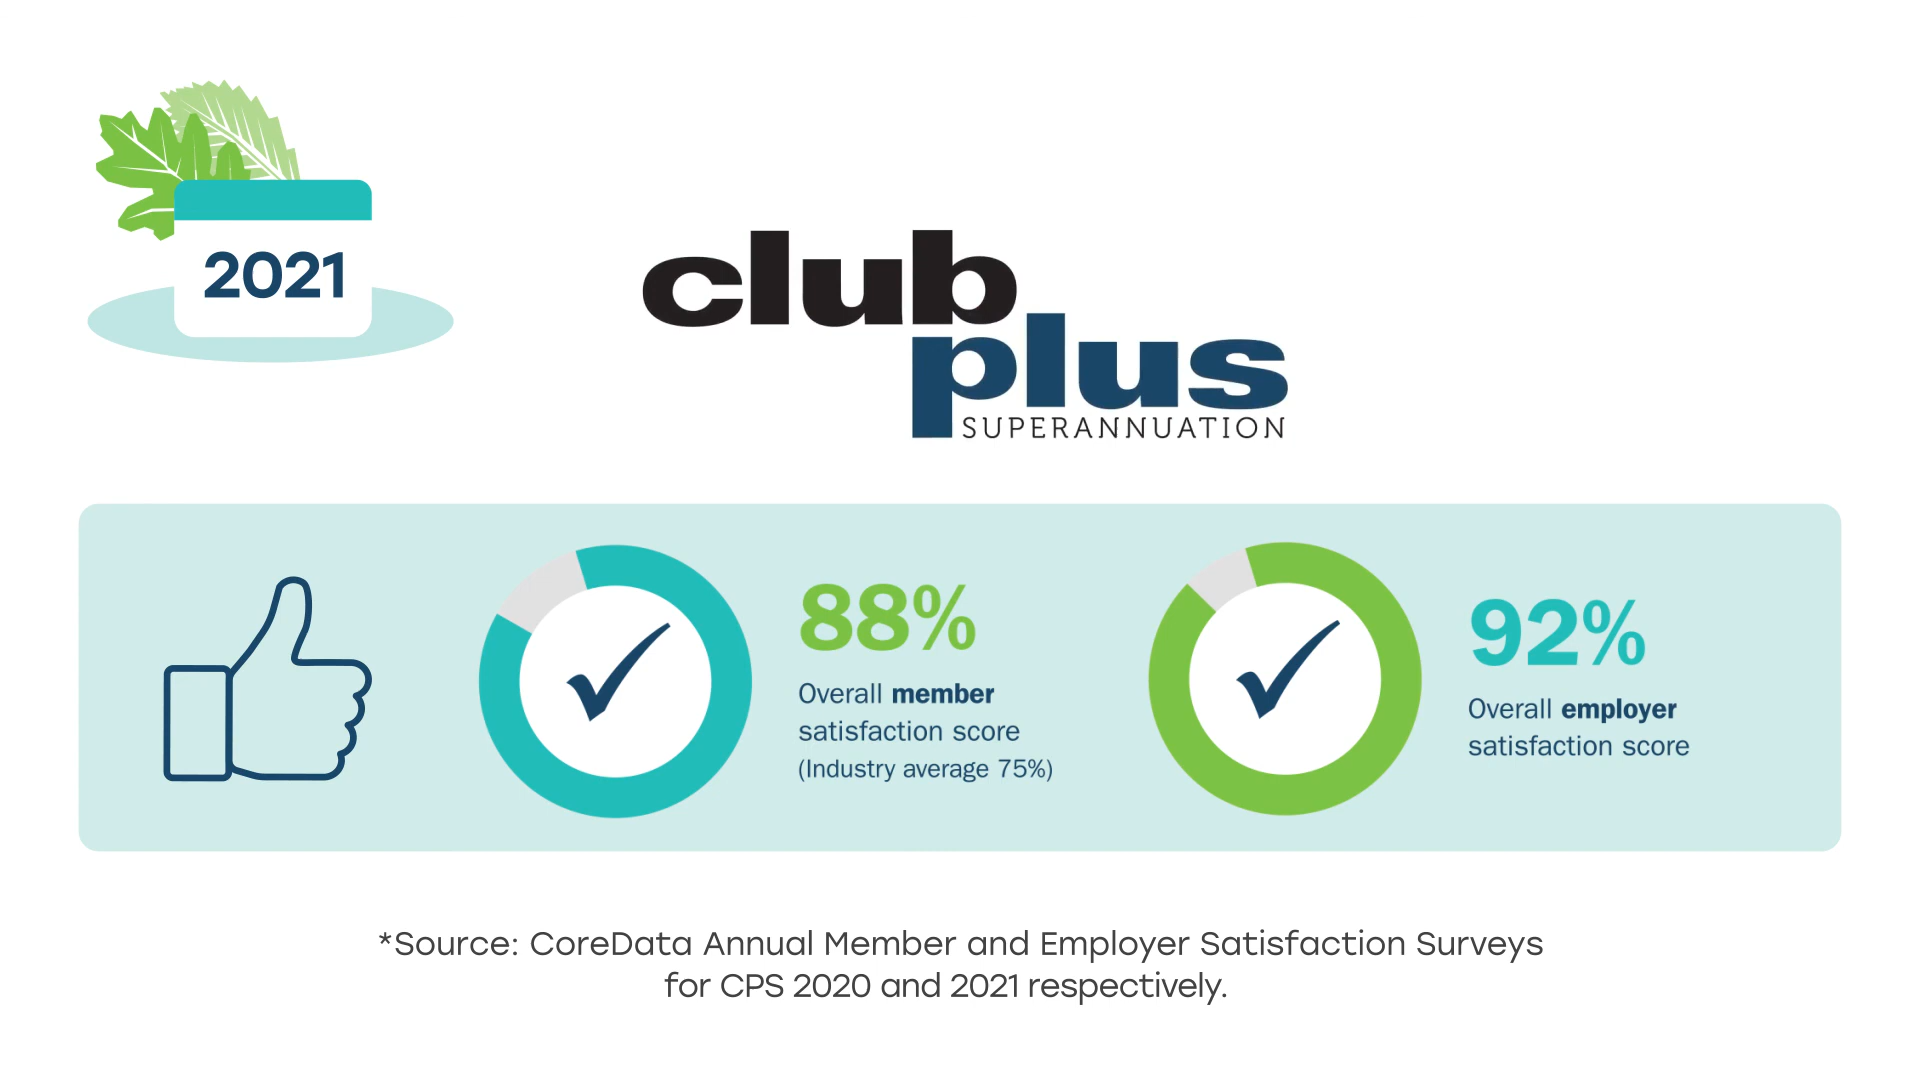 2021
club
plus
SUPERANNUATION
88%
Overall member
satisfaction score
(Industry average 75%)
92%
Overall employer
satisfaction score
*Source: CoreData Annual Member and Employer Satisfaction Surveys
for CPS 2020 and 2021 respectively.